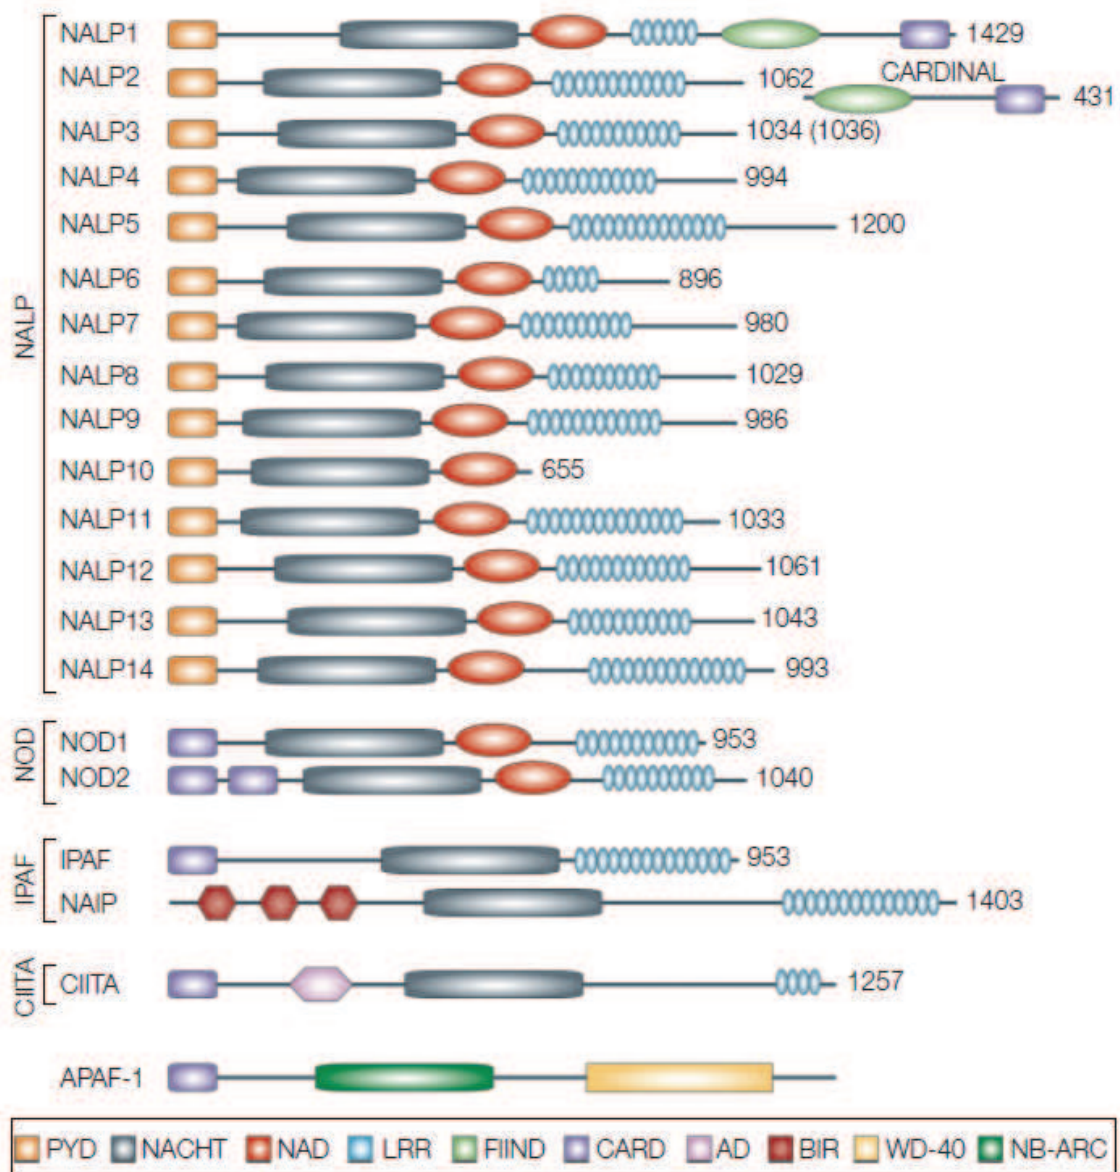 NALP
NALP1 1429
NALP2 1062
CARDINAL
431
NALP3 1034 (1036)
NALP4 994
NALP5 1200
NALP6 896
NALP7 980
NALP8 1029
NALP9 986
NALP10 655
NALP11 1033
NALP12 1061
NALP13 1043
NALP14 993
NOD
NOD1 953
NOD2 1040
IPAF
IPAF 953
NAIP 1403
CIITA
CIITA 1257
APAF-1
PYD NACHT NAD LRR FIIND CARD AD BIR WD-40 NB-ARC